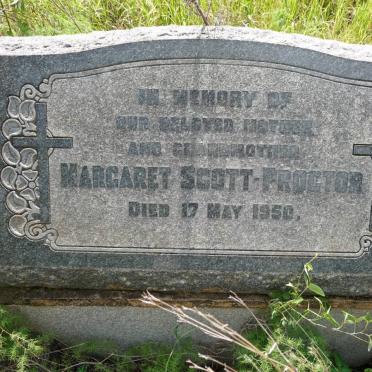 IN MEMORY OF
OUR BELOVED MOTHER
AND GRANDMOTHER
MARGARET SCOTT-PROCTOR
DIED 17 MAY 1950.